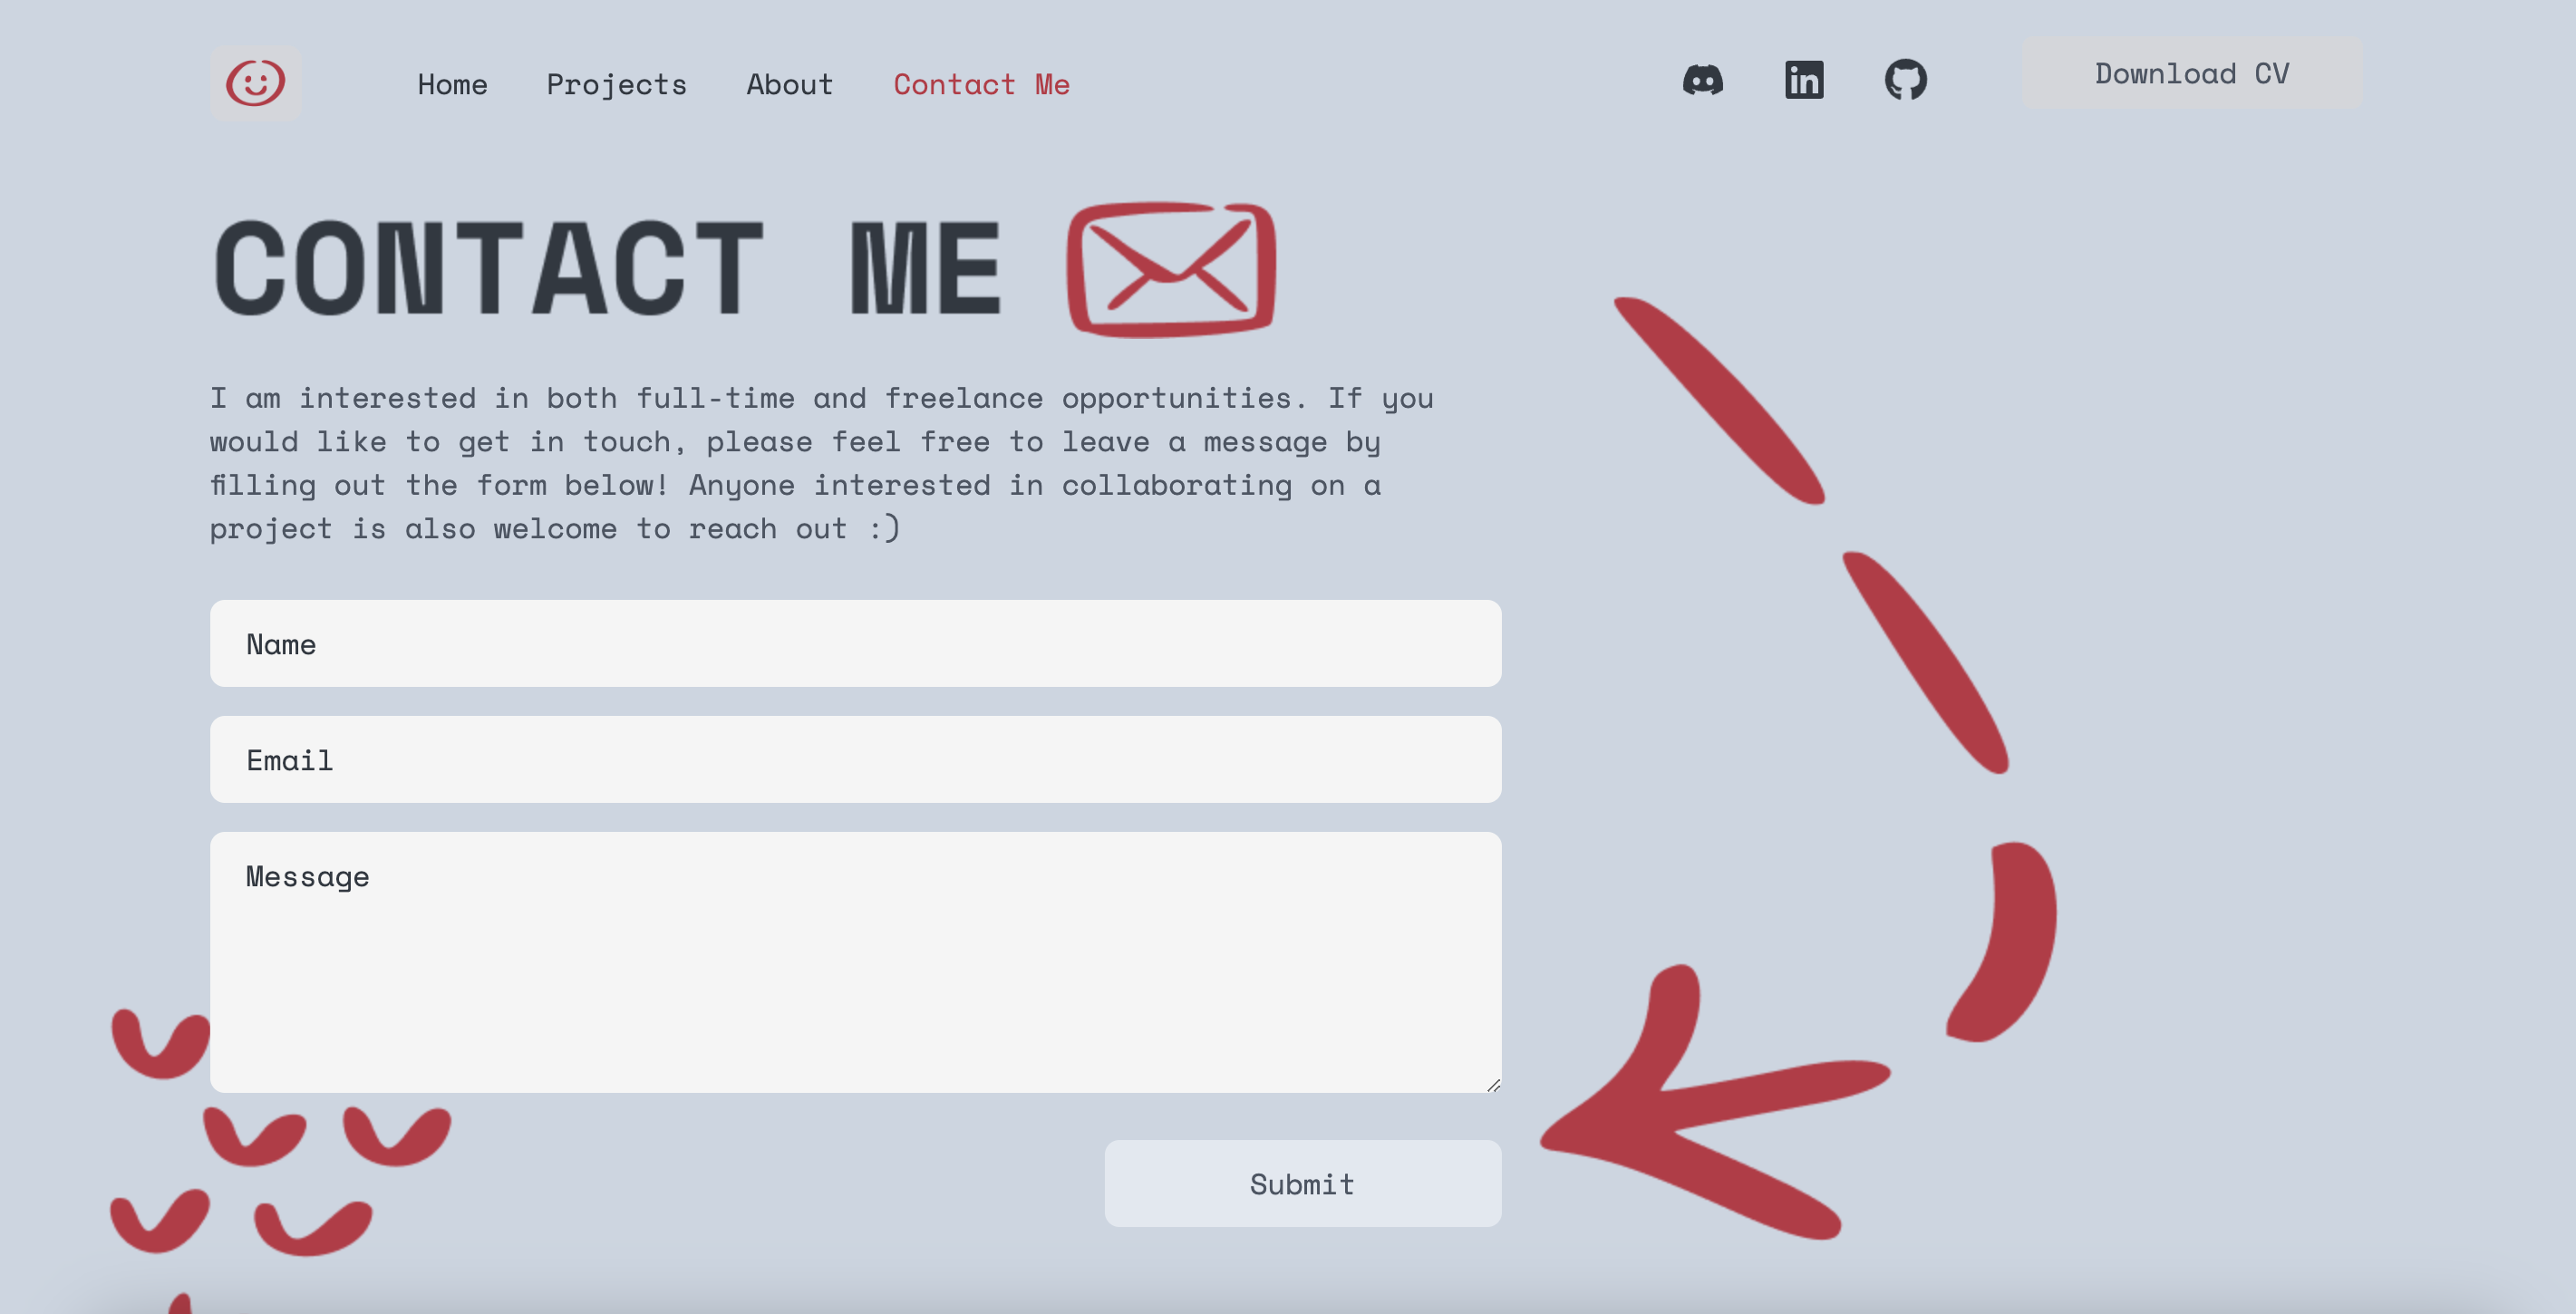 Home Projects About Contact Me Download CV
CONTACT ME
I am interested in both full-time and freelance opportunities. If you
would like to get in touch, please feel free to leave a message by
filling out the form below! Anyone interested in collaborating on a
project is also welcome to reach out :)
Name
Email
Message
Submit